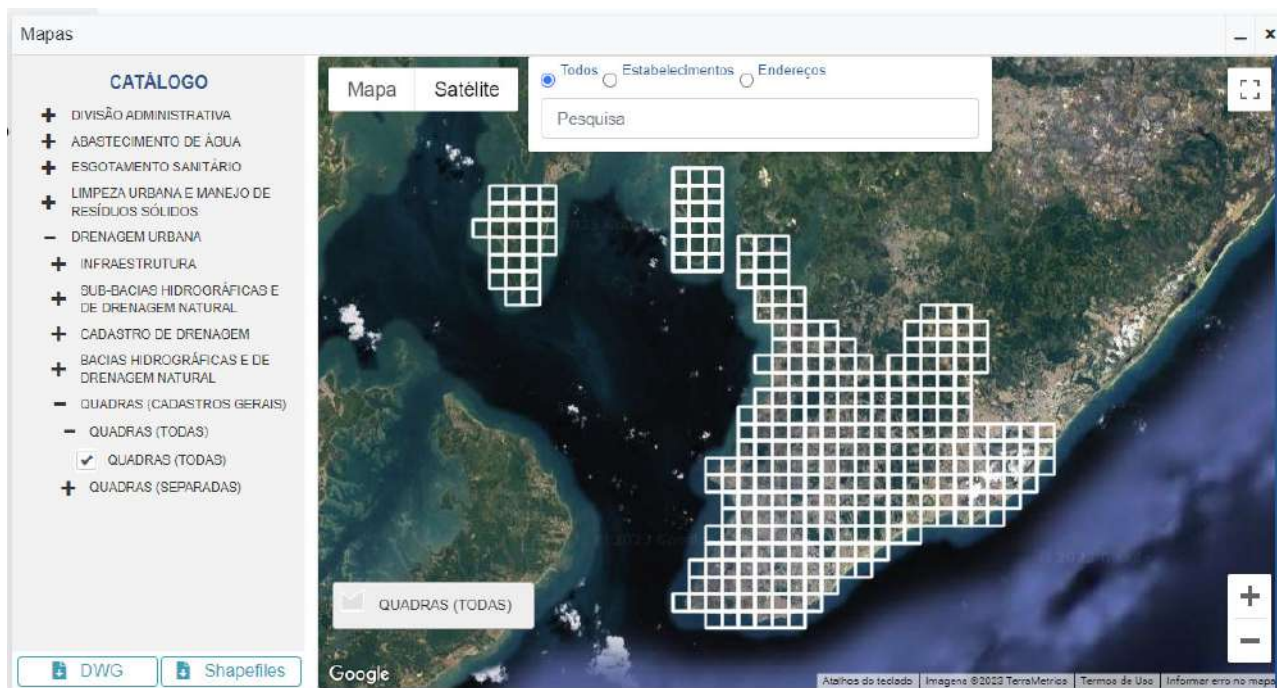 Mapas
CATÁLOGO
DIVISÃO ADMINISTRATIVA
ABASTECIMENTO DE ÁGUA
ESGOTAMENTO SANITÁRIO
LIMPEZA URBANA E MANEJO DE
RESÍDUOS SÓLIDOS
DRENAGEM URBANA
INFRAESTRUTURA
SUB-BACIAS HIDROGRÁFICAS E
DE DRENAGEM NATURAL
CADASTRO DE DRENAGEM
BACIAS HIDROGRÁFICAS E DE
DRENAGEM NATURAL
QUADRAS (CADASTROS GERAIS)
QUADRAS (TODAS)
QUADRAS (TODAS)
QUADRAS (SEPARADAS)
DWG
Shapefiles
Mapa
Satélite
Todos
Estabelecimentos
Endereços
Pesquisa
QUADRAS (TODAS)
Google
Atalhos do teclado
Imagens ©2023 TerraMetrics
Termos de Uso
Informar erro no mapa